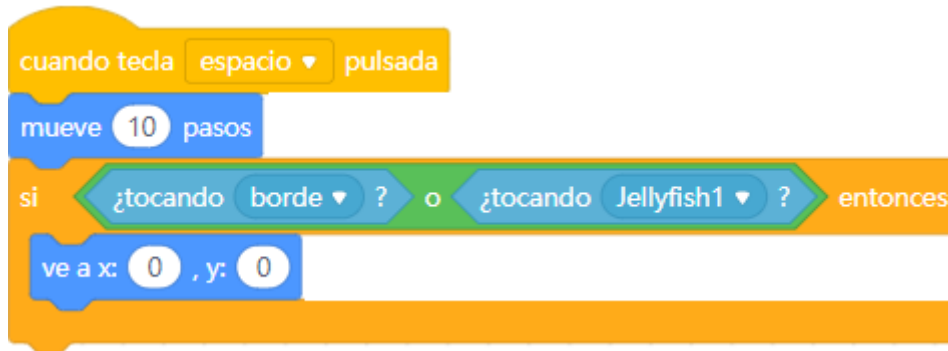 cuando tecla espacio pulsada
mueve 10 pasos
si ¿tocando borde ? o ¿tocando Jellyfish1 ? entonces
ve a x: 0 , y: 0